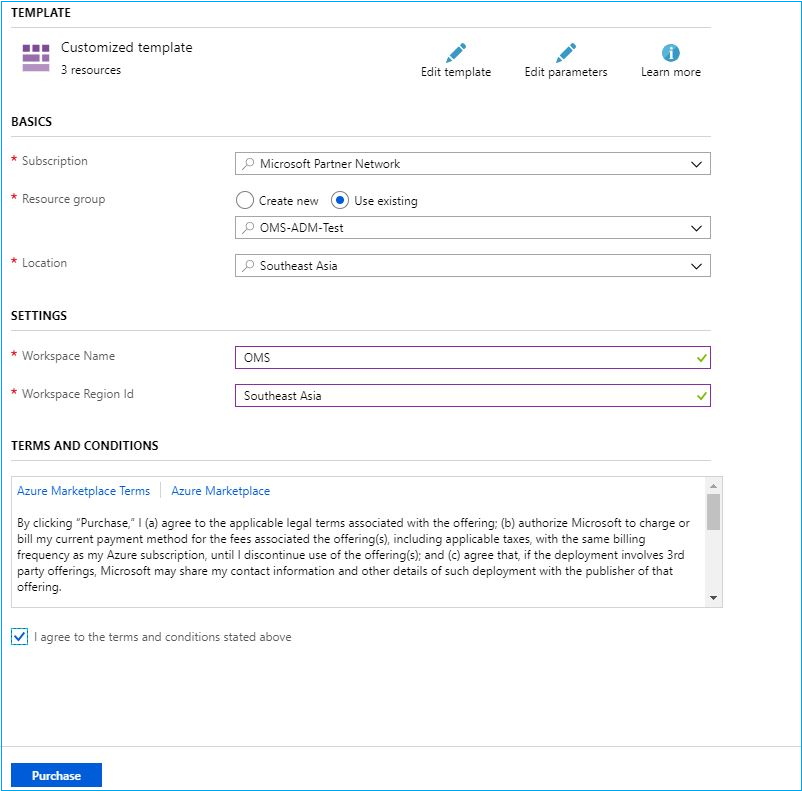 TEMPLATE
Customized template
3 resources
Edit template
Edit parameters
Learn more
BASICS
* Subscription
Microsoft Partner Network
* Resource group
Create new
Use existing
OMS-ADM-Test
* Location
Southeast Asia
SETTINGS
* Workspace Name
OMS
* Workspace Region Id
Southeast Asia
TERMS AND CONDITIONS
Azure Marketplace Terms
Azure Marketplace
By clicking “Purchase,” I (a) agree to the applicable legal terms associated with the offering; (b) authorize Microsoft to charge or
bill my current payment method for the fees associated the offering(s), including applicable taxes, with the same billing
frequency as my Azure subscription, until I discontinue use of the offering(s); and (c) agree that, if the deployment involves 3rd
party offerings, Microsoft may share my contact information and other details of such deployment with the publisher of that
offering.
I agree to the terms and conditions stated above
Purchase